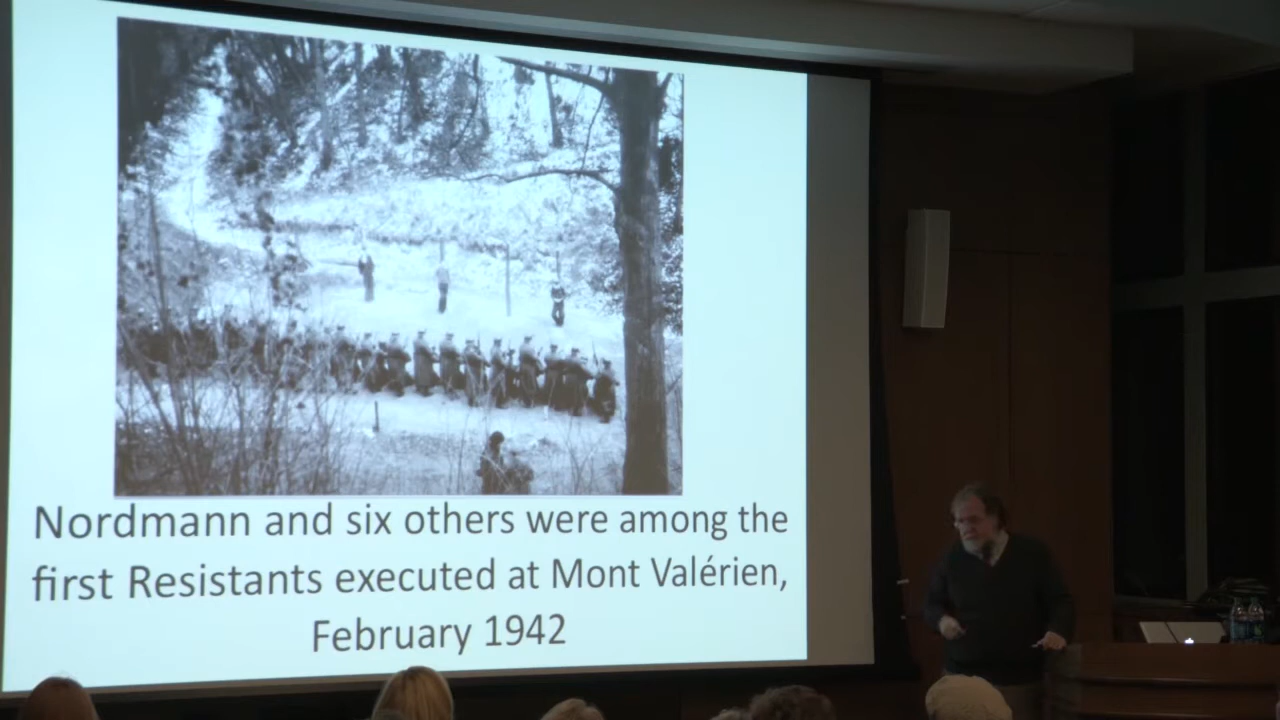 Nordmann and six others were among the
first Resistants executed at Mont Valérien,
February 1942